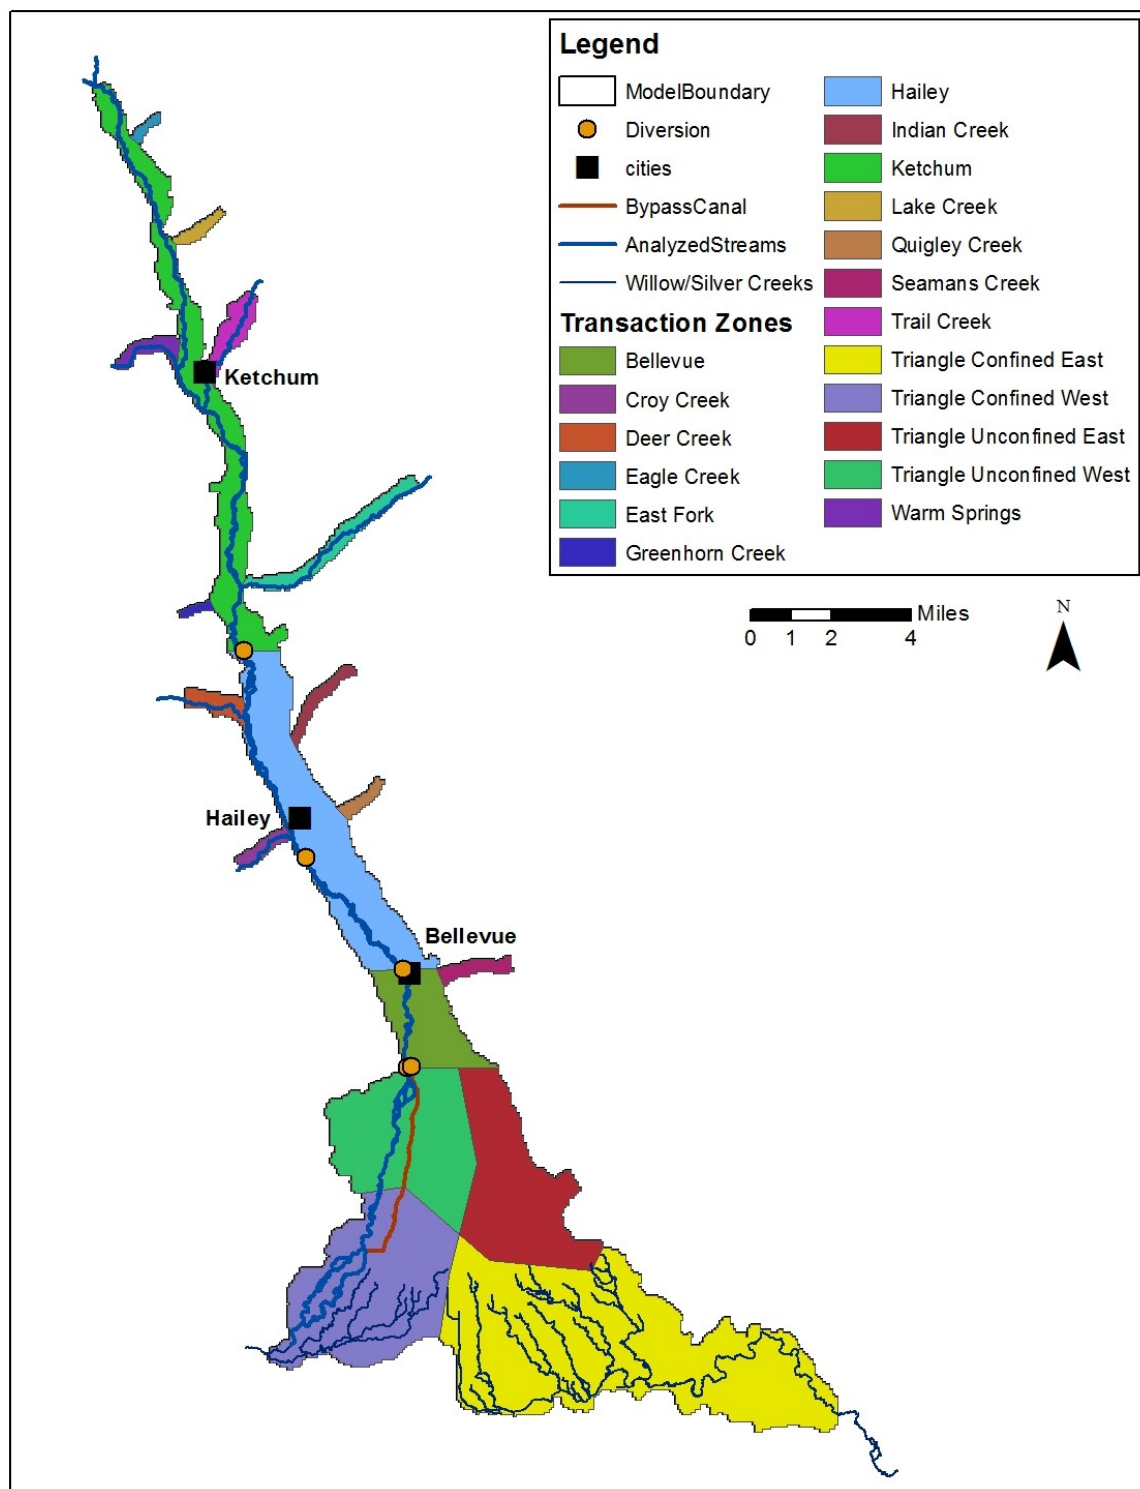 Legend
ModelBoundary
Diversion
cities
BypassCanal
AnalyzedStreams
Willow/Silver Creeks
Transaction Zones
Bellevue
Croy Creek
Deer Creek
Eagle Creek
East Fork
Greenhorn Creek
Hailey
Indian Creek
Ketchum
Lake Creek
Quigley Creek
Seamans Creek
Trail Creek
Triangle Confined East
Triangle Confined West
Triangle Unconfined East
Triangle Unconfined West
Warm Springs
Ketchum
Miles
0 1 2 4
N
Hailey
Bellevue